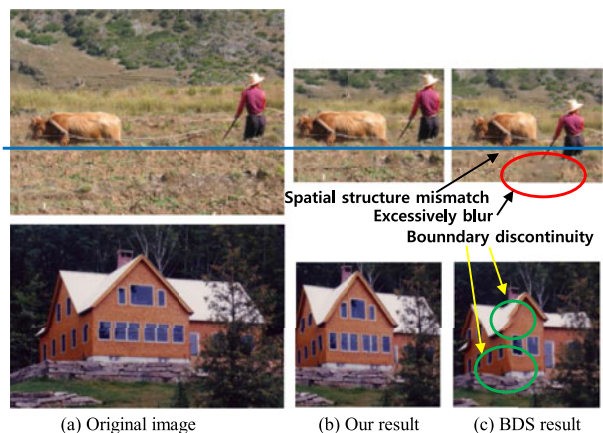 Spatial structure mismatch
Excessively blur
Bounndary discontinuity
(a) Original image
(b) Our result
(c) BDS result